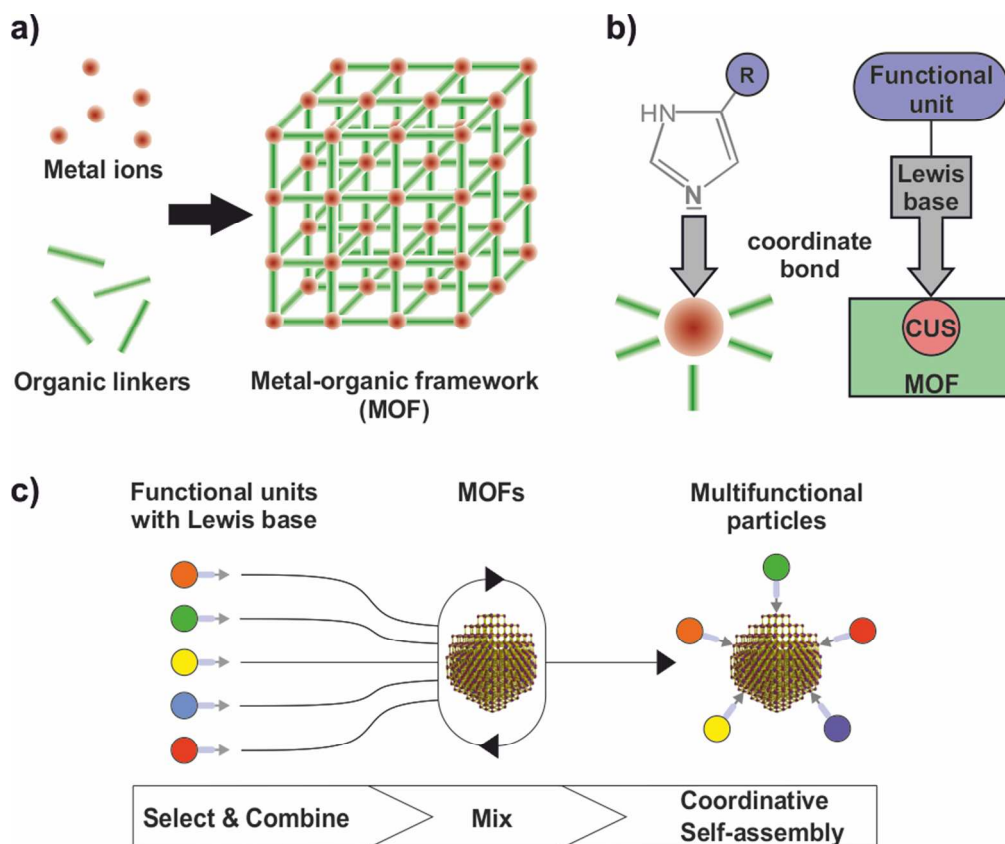 a)
Metal ions
Organic linkers
Metal-organic framework
(MOF)
b)
R
HN
N
coordinate
bond
Functional
unit
Lewis
base
CUS
MOF
c)
Functional units
with Lewis base
MOFs
Multifunctional
particles
Select & Combine
Mix
Coordinative
Self-assembly